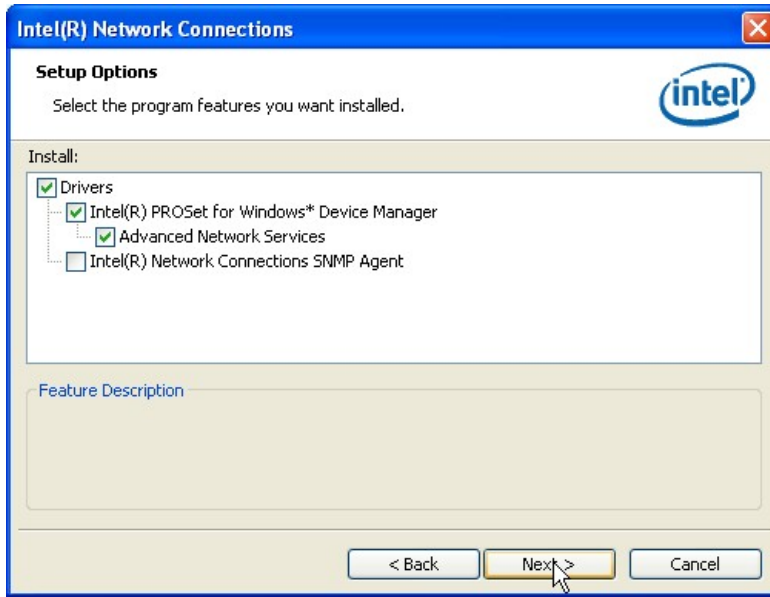 Intel(R) Network Connections
Setup Options
Select the program features you want installed.
intel
Install:
Drivers
Intel(R) PROSet for Windows* Device Manager
Advanced Network Services
Intel(R) Network Connections SNMP Agent
Feature Description
< Back Next > Cancel